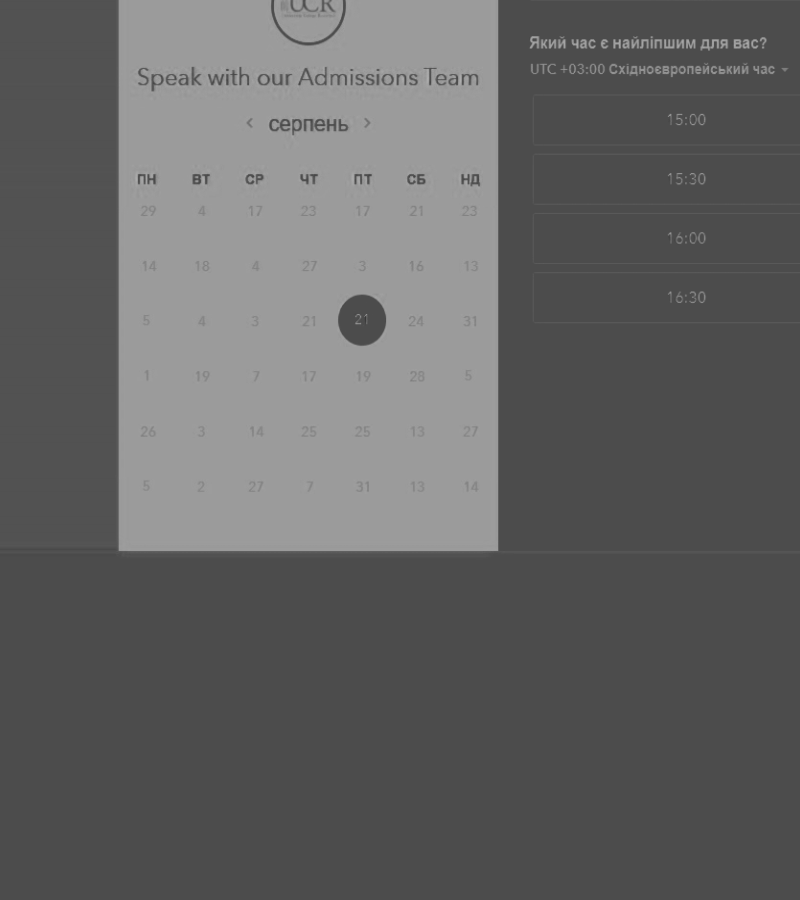 UCR
Speak with our Admissions Team
серпень
ПН ВТ СР ЧТ ПТ СБ НД
29 4 17 23 17 21 23
14 18 4 27 3 16 13
5 4 3 21 21 24 31
1 19 7 17 19 28 5
26 3 14 25 25 13 27
5 2 27 7 31 13 14
Який час є найліпшим для вас?
UTC +03:00 Східноєвропейський час
15:00
15:30
16:00
16:30